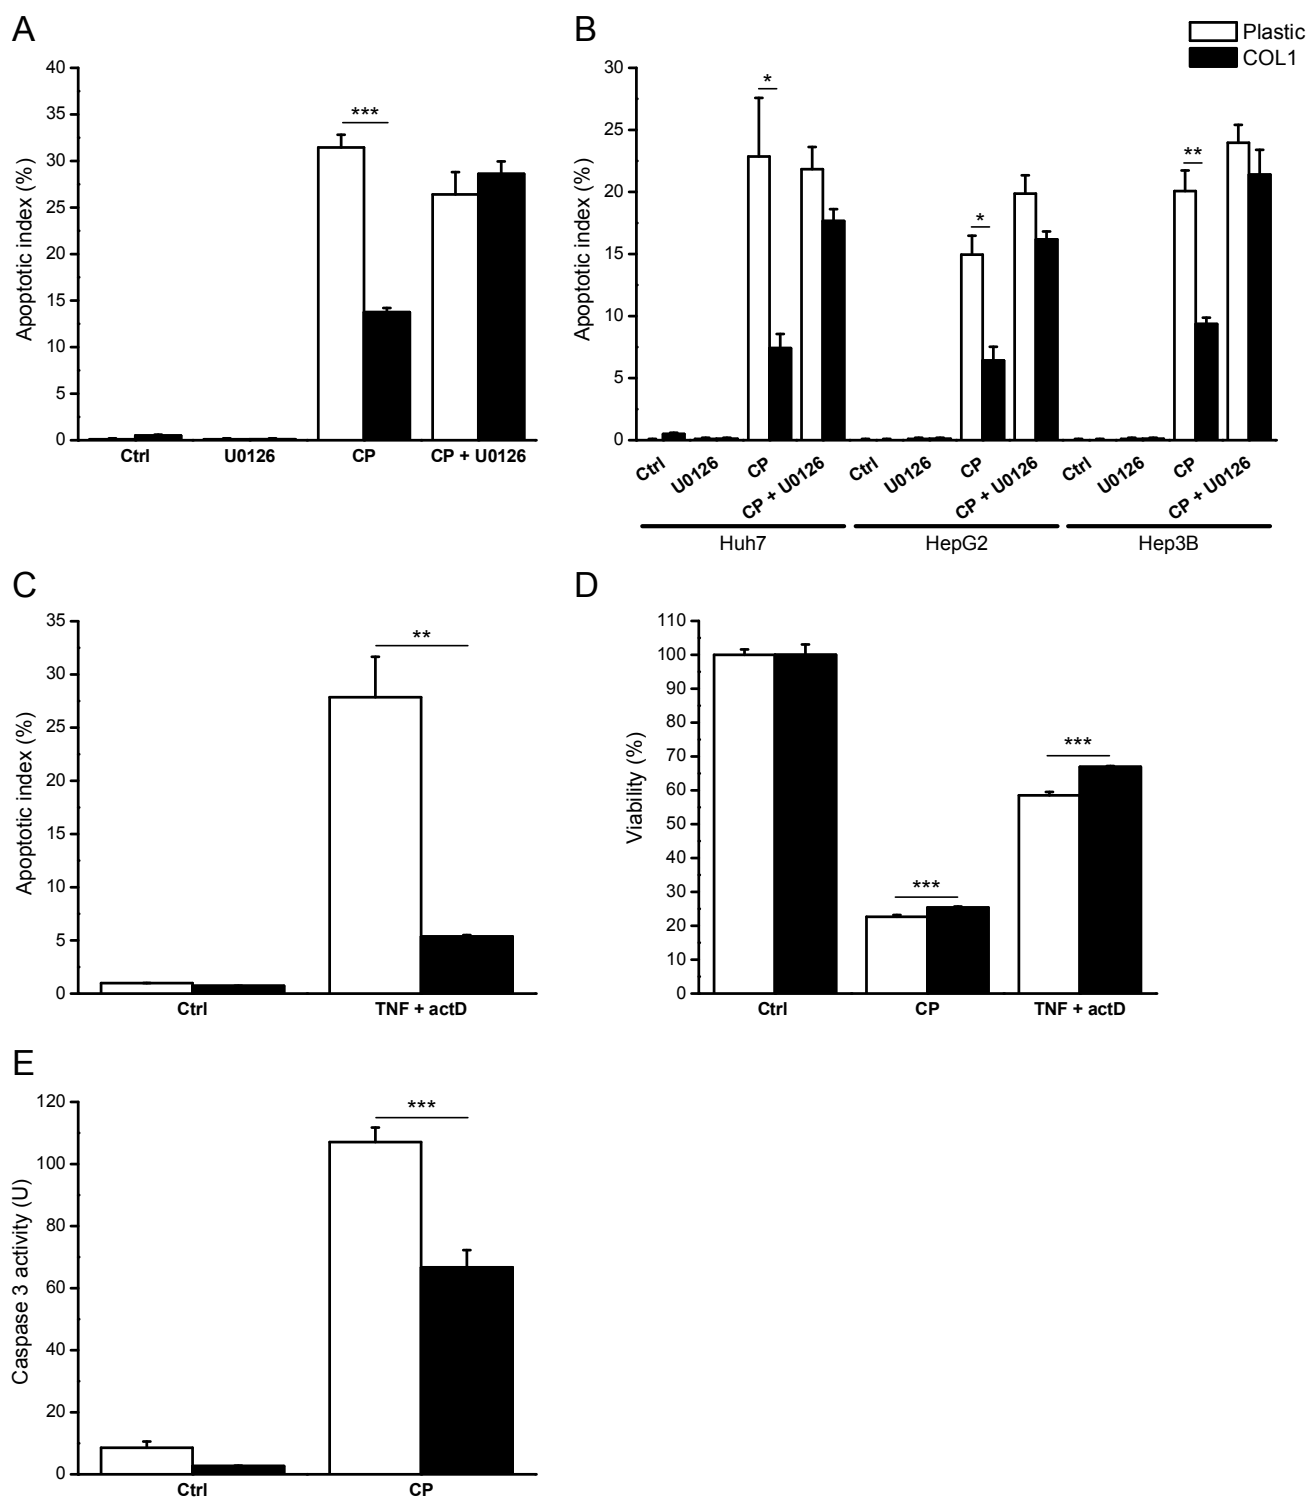 A
Apoptotic index (%)
40
35
30
25
20
15
10
5
0
***
Ctrl U0126 CP CP + U0126
B
Plastic
COL1
Apoptotic index (%)
30
25
20
15
10
5
0
*
*
**
Ctrl U0126 CP CP + U0126 Ctrl U0126 CP CP + U0126 Ctrl U0126 CP CP + U0126
Huh7 HepG2 Hep3B
C
Apoptotic index (%)
35
30
25
20
15
10
5
0
**
Ctrl TNF + actD
D
Viability (%)
110
100
90
80
70
60
50
40
30
20
10
0
***
***
Ctrl CP TNF + actD
E
Caspase 3 activity (U)
120
100
80
60
40
20
0
***
Ctrl CP